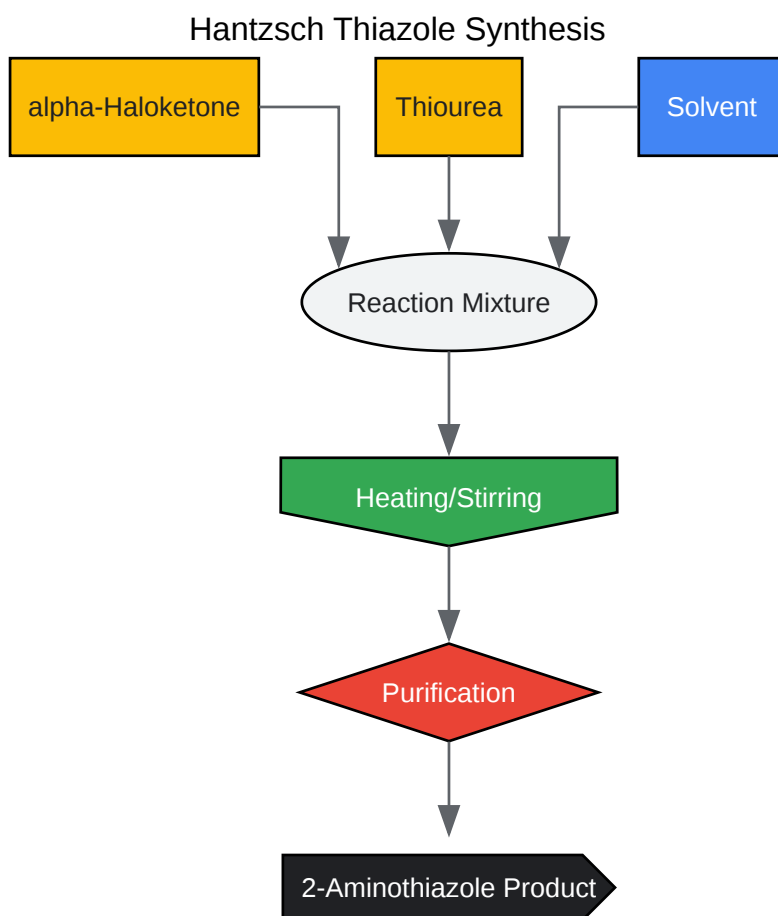 Hantzsch Thiazole Synthesis
alpha-Haloketone
Thiourea
Solvent
Reaction Mixture
Heating/Stirring
Purification
2-Aminothiazole Product